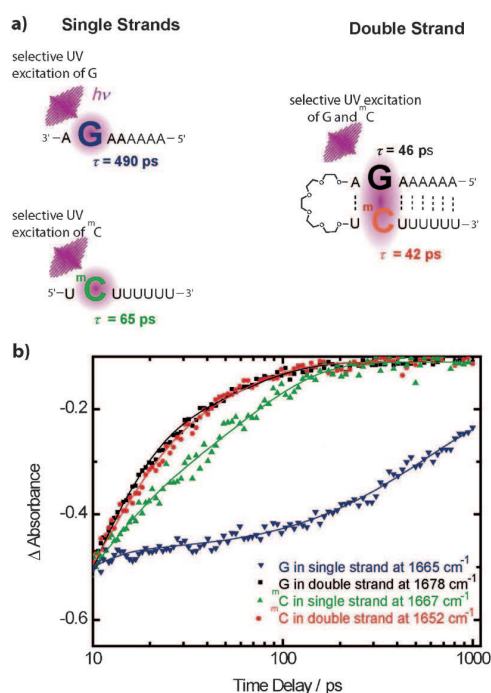 a)
Single Strands
Double Strand
selective UV
excitation of G
hν
3'- A G AAAAAAA — 5'
τ = 490 ps
selective UV
excitation of mC
5'- U mC UUUUUU — 3'
τ = 65 ps
selective UV excitation
of G and mC
τ = 46 ps
A G AAAAAA — 5'
U mC UUUUUU — 3'
τ = 42 ps
b)
Δ Absorbance
-0.2
-0.4
-0.6
G in single strand at 1665 cm⁻¹
G in double strand at 1678 cm⁻¹
mC in single strand at 1667 cm⁻¹
mC in double strand at 1652 cm⁻¹
10
100
1000
Time Delay / ps